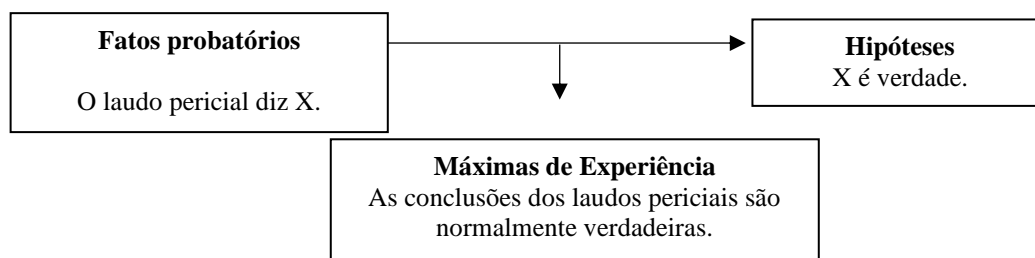 Fatos probatórios
O laudo pericial diz X.
Hipóteses
X é verdade.
Máximas de Experiência
As conclusões dos laudos periciais são
normalmente verdadeiras.